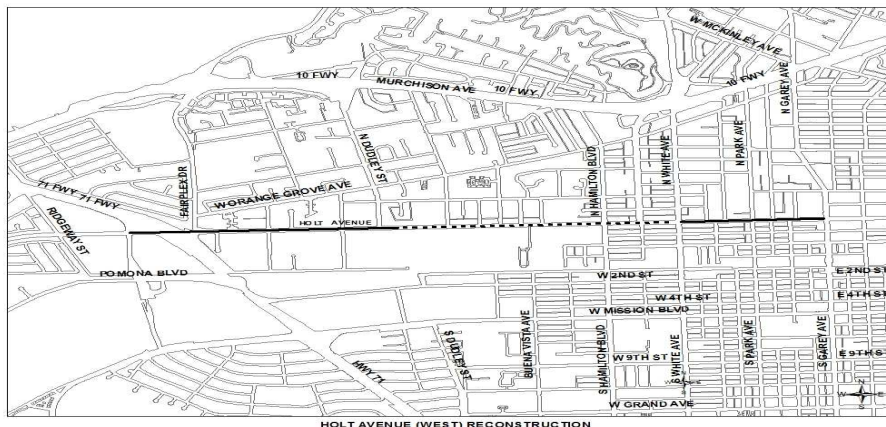 W MCKINLEY AVE
10 FWY
MURCHISON AVE
10 FWY
10 FWY
N GAREY AVE
N DUDLEY ST
N HAMILTON BLVD
N WHITE AVE
N PARK AVE
FAIRPLEX DR
71 FWY
71 FWY
W ORANGE GROVE AVE
RIDGEWAY ST
HOLT AVENUE
POMONA BLVD
W 2ND ST
E 2ND ST
W 4TH ST
E 4TH ST
W MISSION BLVD
BUENA VISTA AVE
S HAMILTON BLVD
S WHITE AVE
S PARK AVE
S GAREY AVE
S DUDLEY ST
HWY 71
W 9TH ST
E 9TH ST
W GRAND AVE
N
W
E
HOLT AVENUE (WEST) RECONSTRUCTION